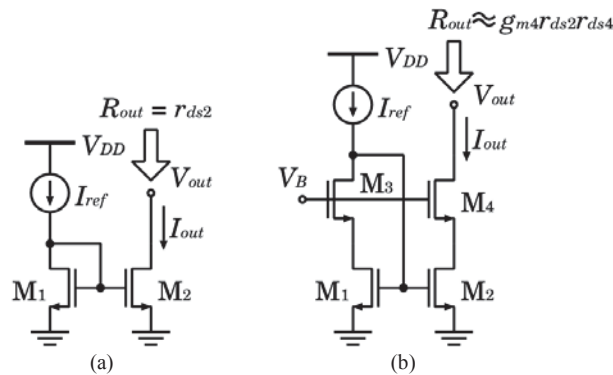 R_out = r_ds2
V_DD
V_out
I_ref
I_out
M1
M2
(a)
R_out ≈ g_m4 r_ds2 r_ds4
V_DD
V_out
I_ref
I_out
V_B
M3
M4
M1
M2
(b)